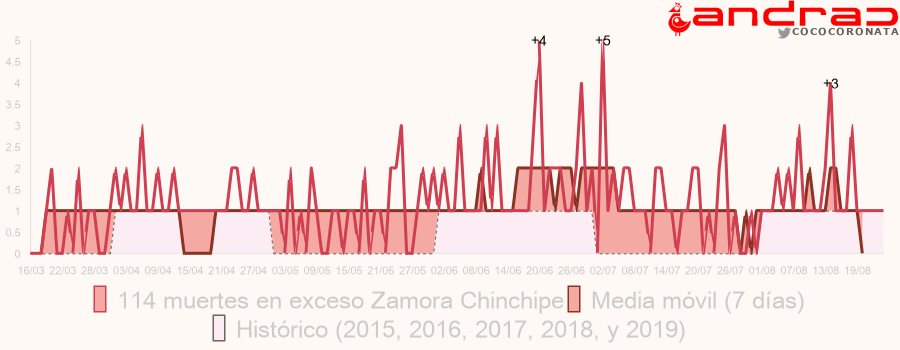 andrac
COCOCORONATA
+4 +5 +3
5
4.5
4
3.5
3
2.5
2
1.5
1
0.5
0
16/03 22/03 28/03 03/04 09/04 15/04 21/04 27/04 03/05 09/05 15/05 21/05 27/05 02/06 08/06 14/06 20/06 26/06 02/07 08/07 14/07 20/07 26/07 01/08 07/08 13/08 19/08
114 muertes en exceso Zamora Chinchipe Media móvil (7 días)
Histórico (2015, 2016, 2017, 2018, y 2019)